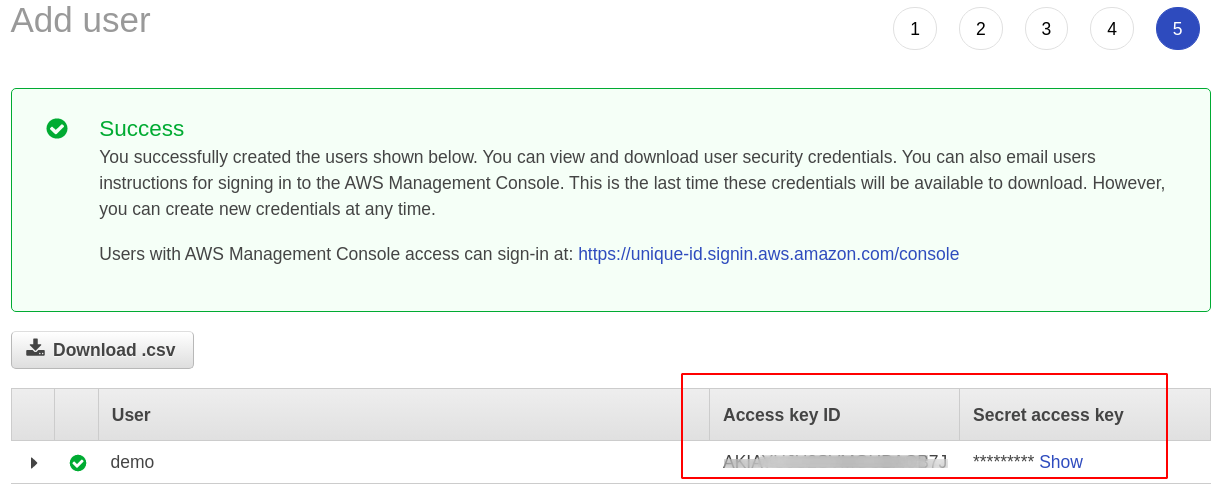 Add user
1 2 3 4 5
Success
You successfully created the users shown below. You can view and download user security credentials. You can also email users
instructions for signing in to the AWS Management Console. This is the last time these credentials will be available to download. However,
you can create new credentials at any time.
Users with AWS Management Console access can sign-in at: https://unique-id.signin.aws.amazon.com/console
Download .csv
User Access key ID Secret access key
demo ********* Show